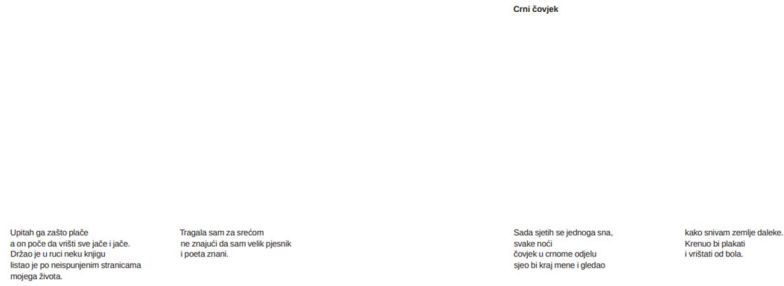 Upitah ga zašto plače
a on poče da vrišti sve jače i jače.
Držao je u ruci neku knjigu
listao je po neispunjenim stranicama
mojega života.
Tragala sam za srećom
ne znajući da sam velik pjesnik
i poeta znani.
Crni čovjek
Sada sjetih se jednoga sna,
svake noći
čovjek u crnome odjelu
sjeo bi kraj mene i gledao
kako snivam zemlje daleke.
Krenuo bi plakati
i vrištati od bola.